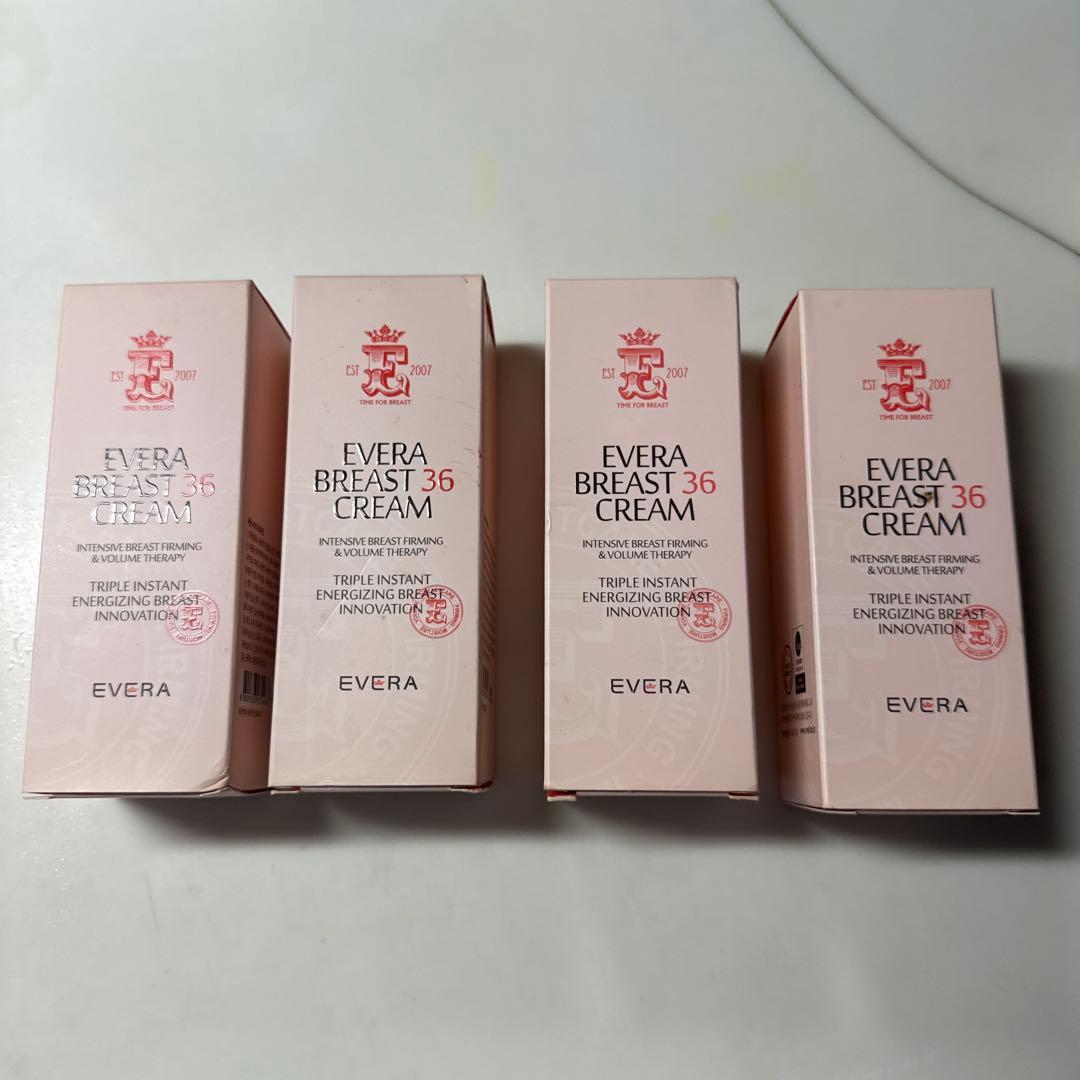 EST
2007
TIME FOR BREAST
EVERA
BREAST 36
CREAM
INTENSIVE BREAST FIRMING
& VOLUME THERAPY
TRIPLE INSTANT
ENERGIZING BREAST
INNOVATION
EVERA
EST
2007
TIME FOR BREAST
EVERA
BREAST 36
CREAM
INTENSIVE BREAST FIRMING
& VOLUME THERAPY
TRIPLE INSTANT
ENERGIZING BREAST
INNOVATION
EVERA
EST
2007
TIME FOR BREAST
EVERA
BREAST 36
CREAM
INTENSIVE BREAST FIRMING
& VOLUME THERAPY
TRIPLE INSTANT
ENERGIZING BREAST
INNOVATION
FIRMING MOISTURE
EVERA
EST
2007
TIME FOR BREAST
EVERA
BREAST 36
CREAM
INTENSIVE BREAST FIRMING
& VOLUME THERAPY
TRIPLE INSTANT
ENERGIZING BREAST
INNOVATION
FIRMING MOISTURE
EVERA